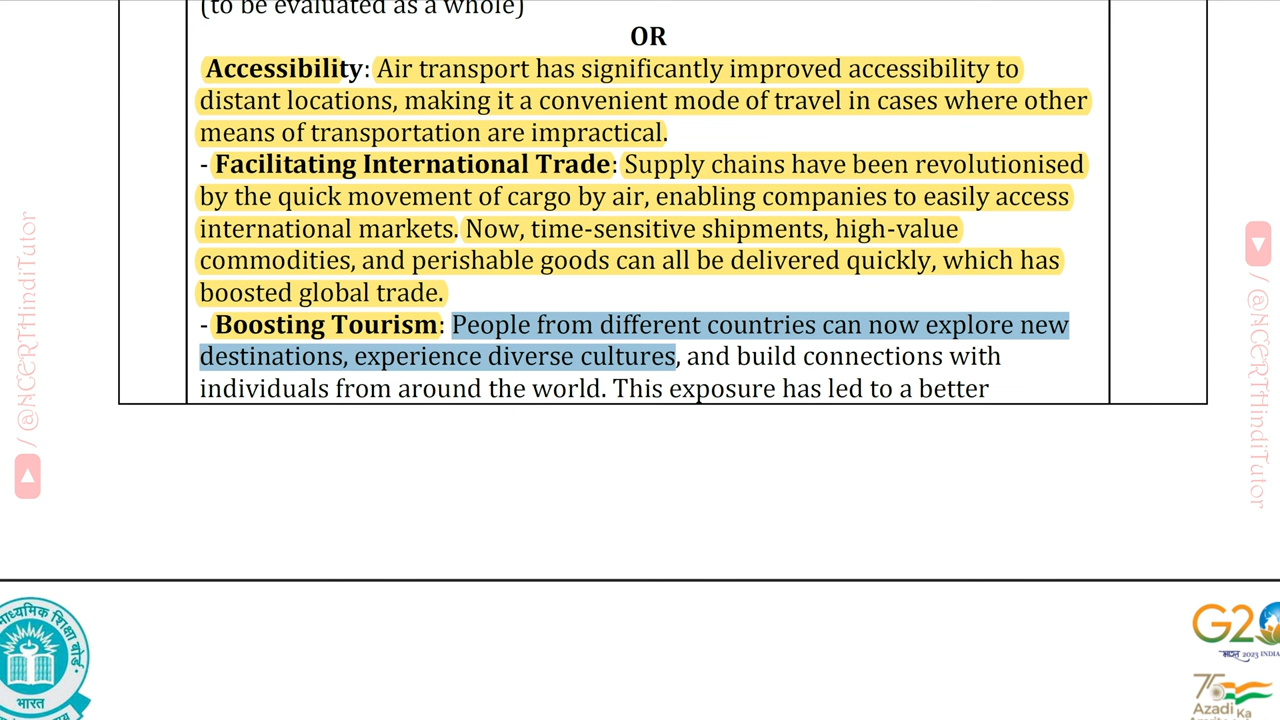 (to be evaluated as a whole)
OR
Accessibility: Air transport has significantly improved accessibility to
distant locations, making it a convenient mode of travel in cases where other
means of transportation are impractical.
- Facilitating International Trade: Supply chains have been revolutionised
by the quick movement of cargo by air, enabling companies to easily access
international markets. Now, time-sensitive shipments, high-value
commodities, and perishable goods can all be delivered quickly, which has
boosted global trade.
- Boosting Tourism: People from different countries can now explore new
destinations, experience diverse cultures, and build connections with
individuals from around the world. This exposure has led to a better
/ @NCERTHindiTutor
/ @NCERTHindiTutor
माध्यमिक शिक्षा बोर्ड
भारत
G20
भारत 2023 INDIA
75
Azadi Ka